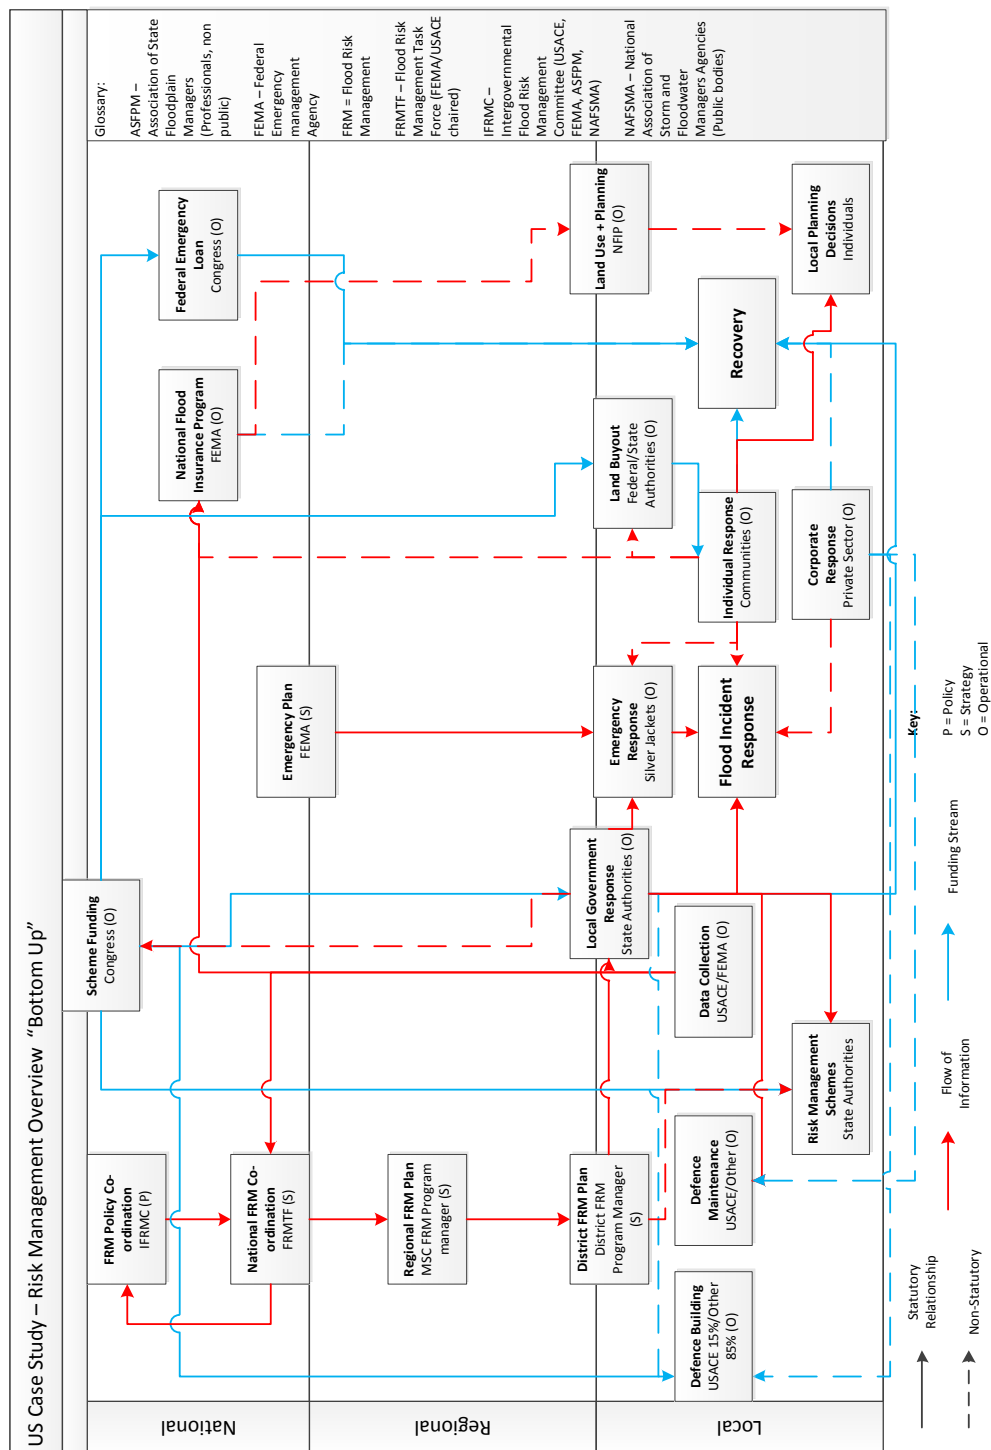 US Case Study – Risk Management Overview “Bottom Up”
National
Regional
Local
FRM Policy Co-
ordination
IFRMC (P)
Scheme Funding
Congress (O)
National Flood
Insurance Program
FEMA (O)
Federal Emergency
Loan
Congress (O)
National FRM Co-
ordination
FRMTF (S)
Emergency Plan
FEMA (S)
Regional FRM Plan
MSC FRM Program
manager (S)
District FRM Plan
District FRM
Program Manager
(S)
Local Government
Response
State Authorities (O)
Emergency
Response
Silver Jackets (O)
Land Buyout
Federal/State
Authorities (O)
Land Use + Planning
NFIP (O)
Defence Building
USACE 15%/Other
85% (O)
Defence
Maintenance
USACE/Other (O)
Data Collection
USACE/FEMA (O)
Flood Incident
Response
Individual Response
Communities (O)
Recovery
Risk Management
Schemes
State Authorities
Corporate
Response
Private Sector (O)
Local Planning
Decisions
Individuals
Glossary:
ASFPM –
Association of State
Floodplain
Managers
(Professionals, non
public)
FEMA – Federal
Emergency
management
Agency
FRM = Flood Risk
Management
FRMTF – Flood Risk
Management Task
Force (FEMA/USACE
chaired)
IFRMC –
Intergovernmental
Flood Risk
Management
Committee (USACE,
FEMA, ASFPM,
NAFSMA)
NAFSMA – National
Association of
Storm and
Floodwater
Managers Agencies
(Public bodies)
Statutory
Relationship
Non-Statutory
Flow of
Information
Funding Stream
Key:
P = Policy
S = Strategy
O = Operational